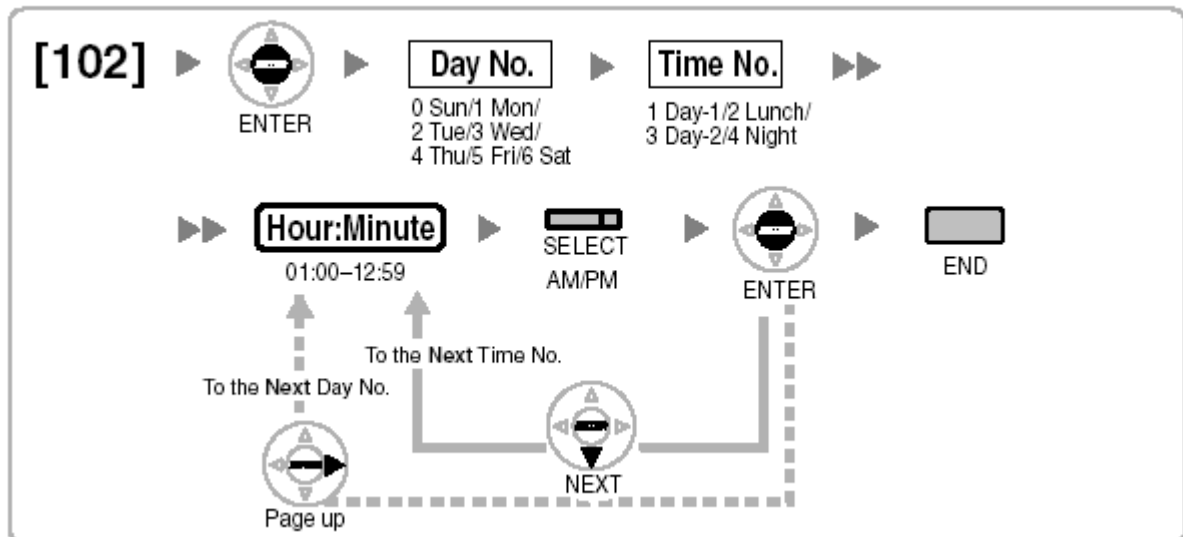 [102]
ENTER
Day No.
0 Sun/1 Mon/
2 Tue/3 Wed/
4 Thu/5 Fri/6 Sat
Time No.
1 Day-1/2 Lunch/
3 Day-2/4 Night
Hour:Minute
01:00–12:59
SELECT
AM/PM
ENTER
END
To the Next Time No.
To the Next Day No.
NEXT
Page up